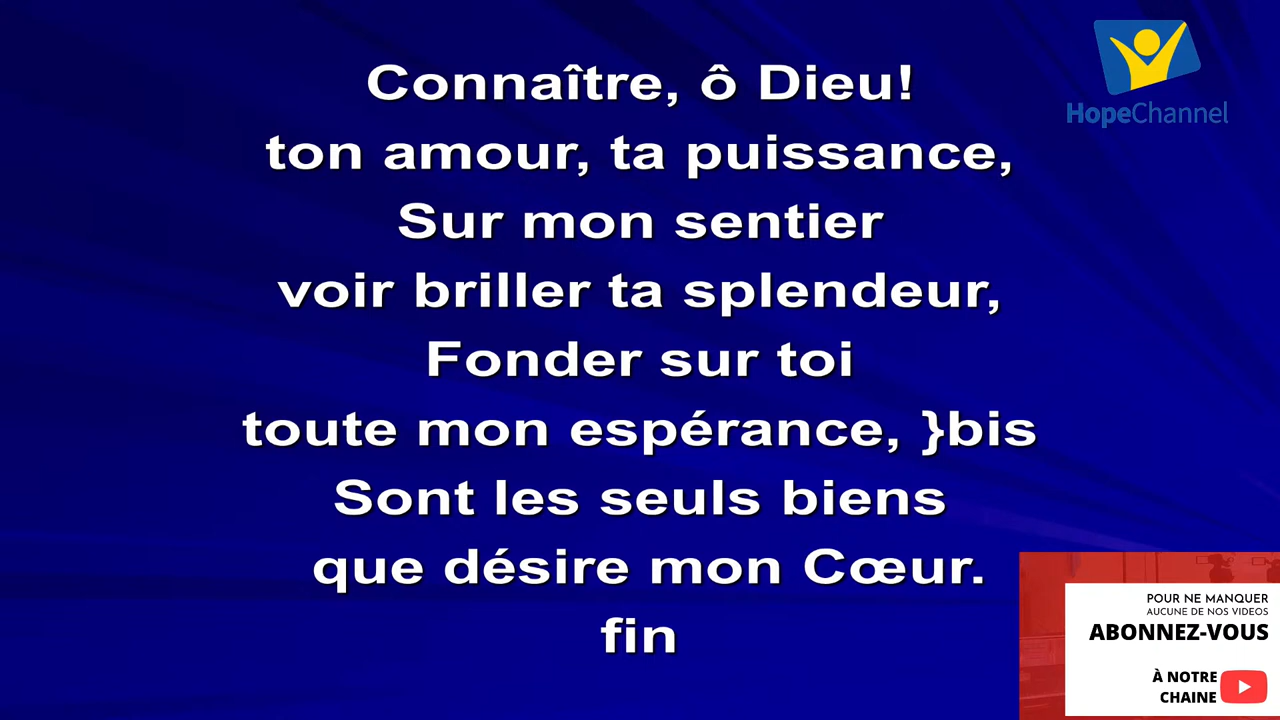 Connaître, ô Dieu!
ton amour, ta puissance,
Sur mon sentier
voir briller ta splendeur,
Fonder sur toi
toute mon espérance, }bis
Sont les seuls biens
que désire mon Cœur.
fin
HopeChannel
POUR NE MANQUER
AUCUNE DE NOS VIDEOS
ABONNEZ-VOUS
À NOTRE
CHAINE